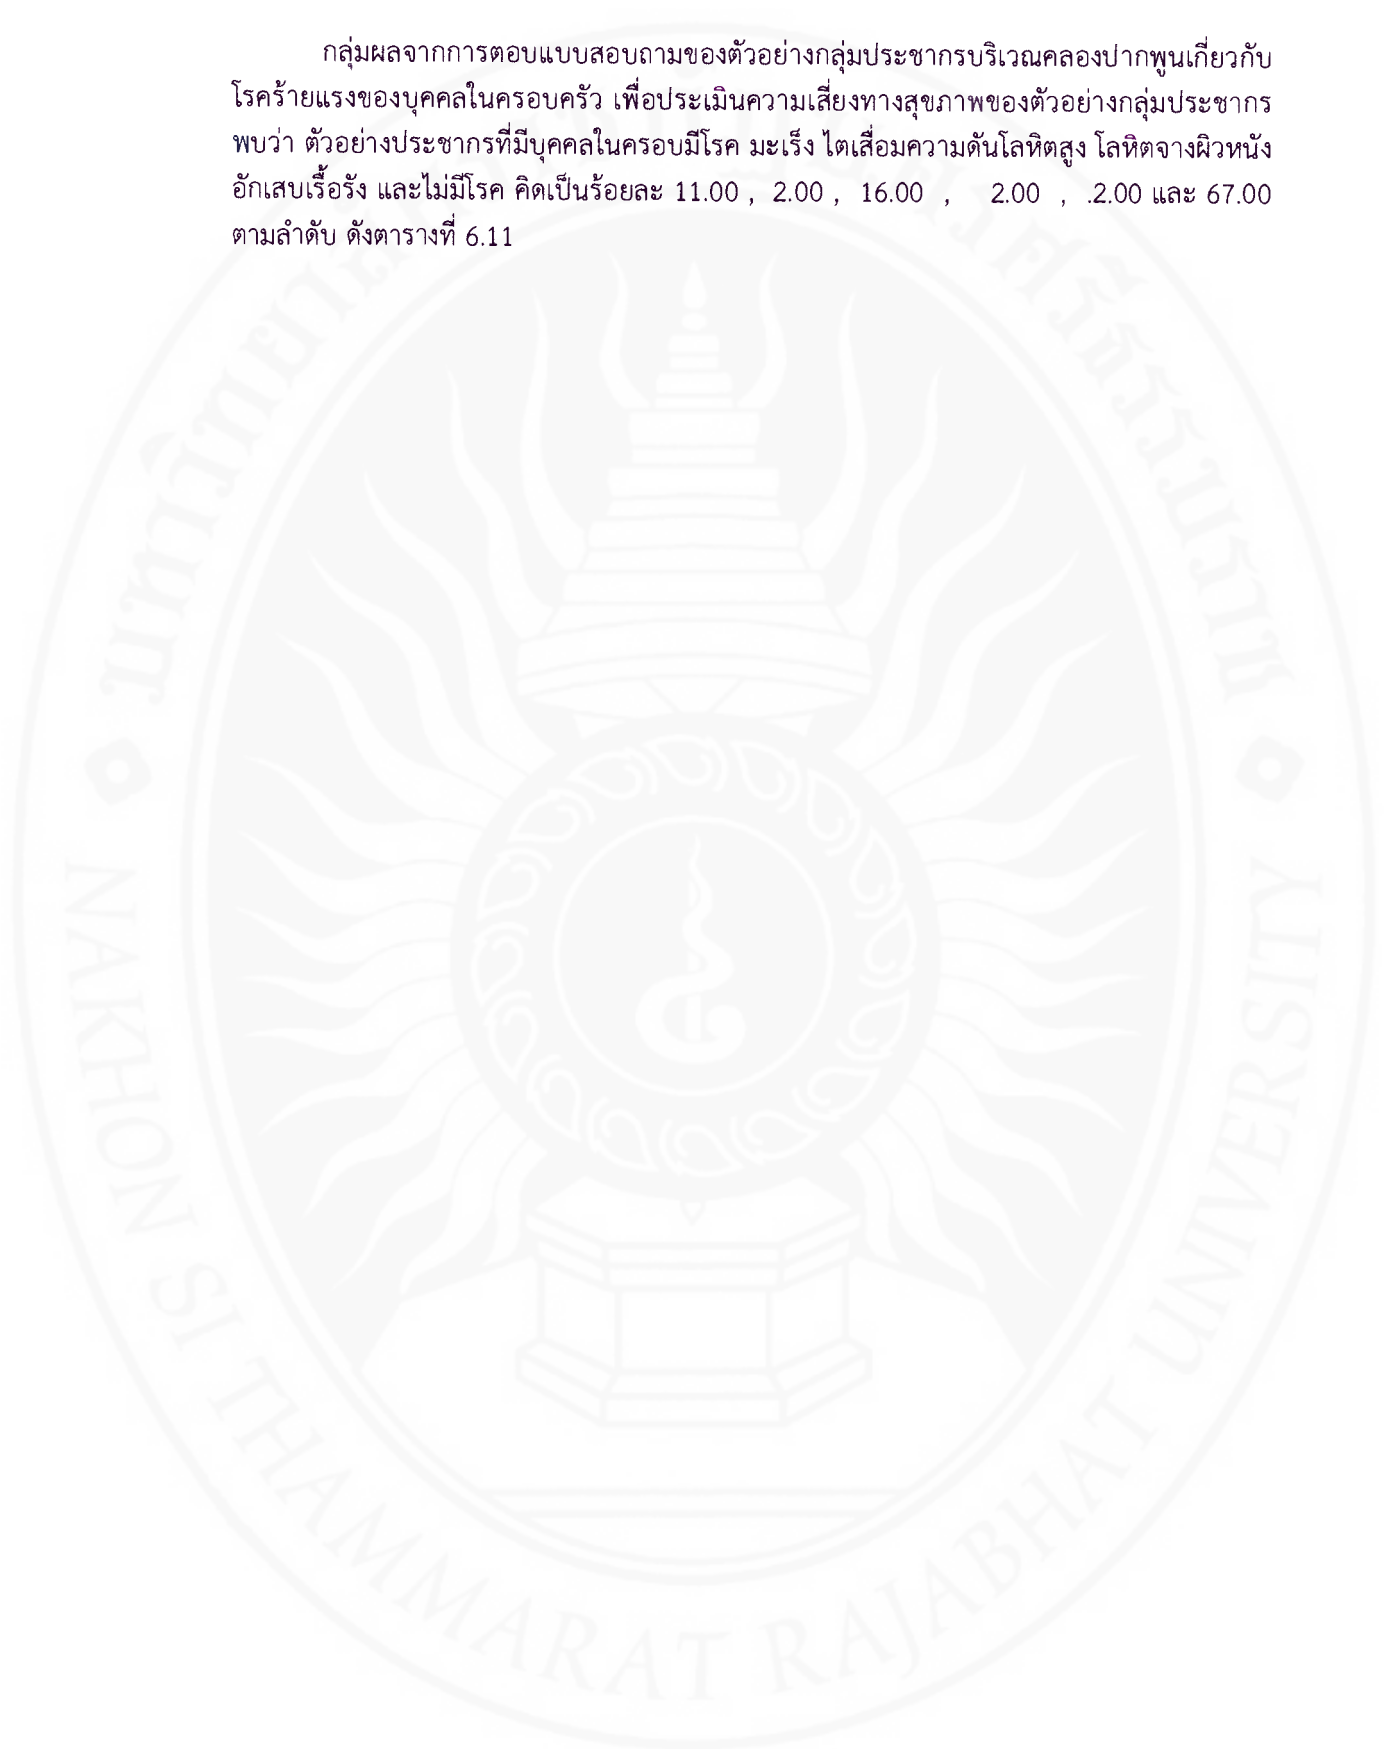 กลุ่มผลจากการตอบแบบสอบถามของตัวอย่างกลุ่มประชากรบริเวณคลองปากพูนเกี่ยวกับ
โรคร้ายแรงของบุคคลในครอบครัว เพื่อประเมินความเสี่ยงทางสุขภาพของตัวอย่างกลุ่มประชากร
พบว่า ตัวอย่างประชากรที่มีบุคคลในครอบมีโรค มะเร็ง ไตเสื่อมความดันโลหิตสูง โลหิตจางผิวหนัง
อักเสบเรื้อรัง และไม่มีโรค คิดเป็นร้อยละ 11.00 , 2.00 , 16.00 , 2.00 , .2.00 และ 67.00
ตามลำดับ ดังตารางที่ 6.11
NAKHON SI THAMMARAT RAJABHAT UNIVERSITY